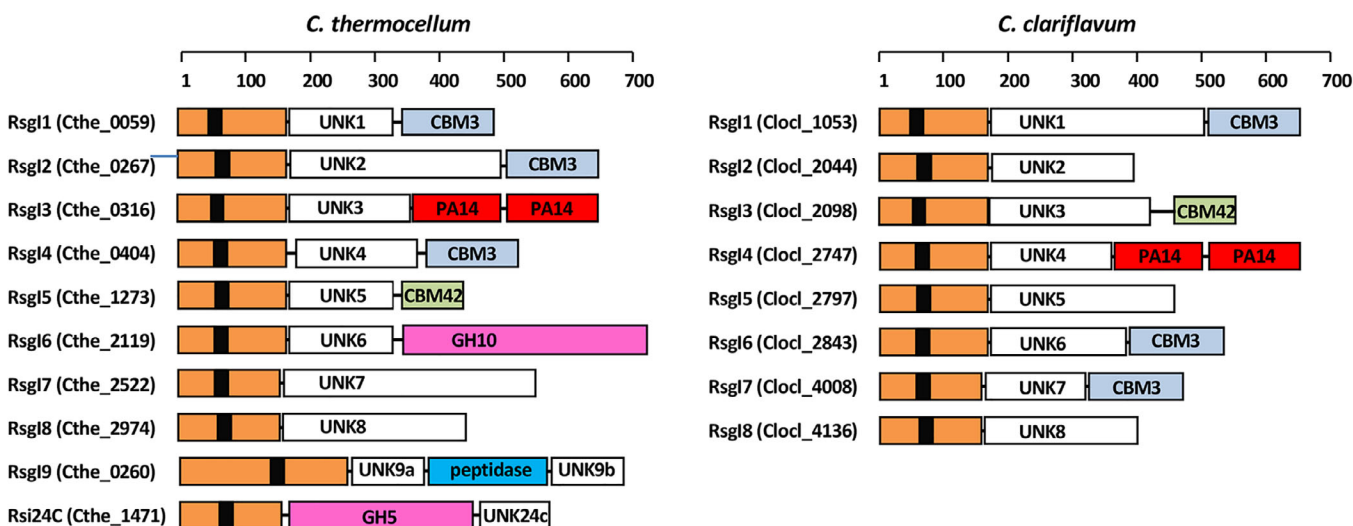 C. thermocellum
1 100 200 300 400 500 600 700
RsgI1 (Cthe_0059) UNK1 CBM3
RsgI2 (Cthe_0267) UNK2 CBM3
RsgI3 (Cthe_0316) UNK3 PA14 PA14
RsgI4 (Cthe_0404) UNK4 CBM3
RsgI5 (Cthe_1273) UNK5 CBM42
RsgI6 (Cthe_2119) UNK6 GH10
RsgI7 (Cthe_2522) UNK7
RsgI8 (Cthe_2974) UNK8
RsgI9 (Cthe_0260) UNK9a peptidase UNK9b
Rsi24C (Cthe_1471) GH5 UNK24c
C. clariflavum
1 100 200 300 400 500 600 700
RsgI1 (Clocl_1053) UNK1 CBM3
RsgI2 (Clocl_2044) UNK2
RsgI3 (Clocl_2098) UNK3 CBM42
RsgI4 (Clocl_2747) UNK4 PA14 PA14
RsgI5 (Clocl_2797) UNK5
RsgI6 (Clocl_2843) UNK6 CBM3
RsgI7 (Clocl_4008) UNK7 CBM3
RsgI8 (Clocl_4136) UNK8